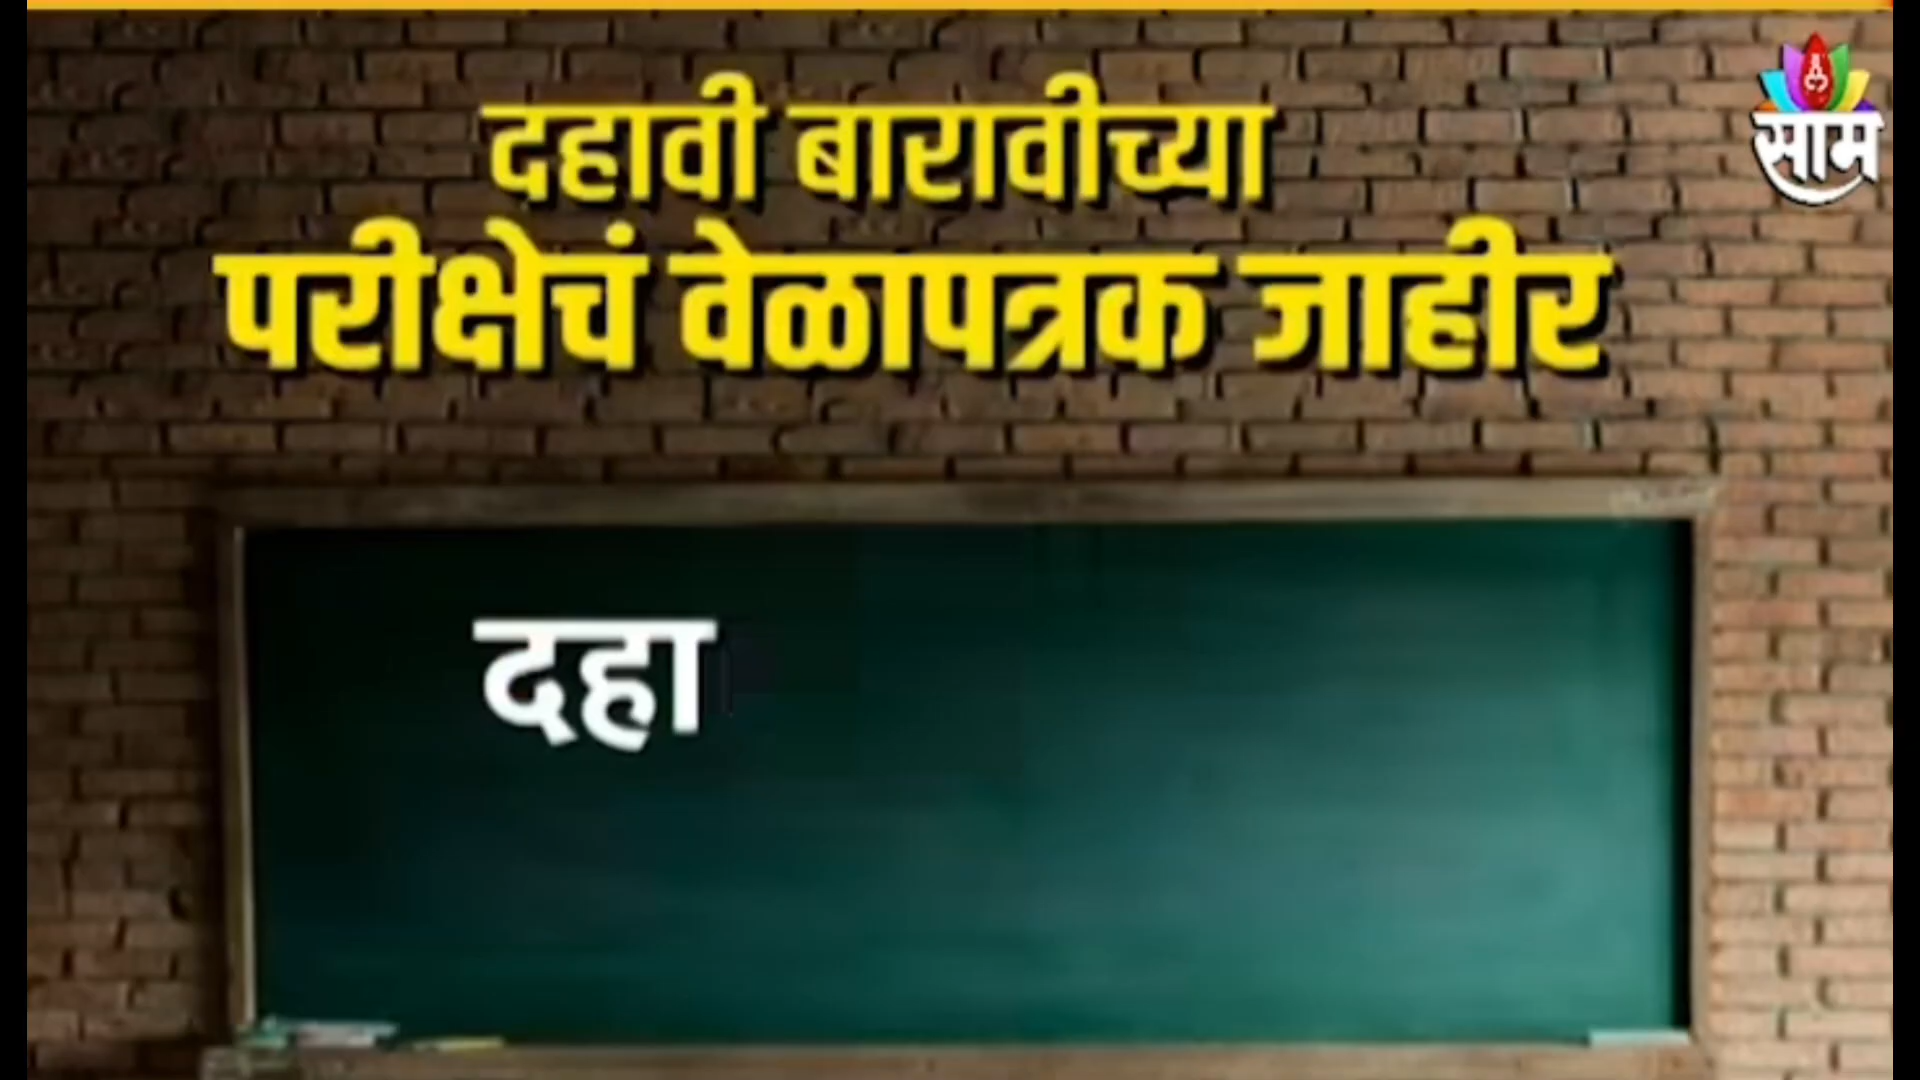 साम
दहावी बारावीच्या
परीक्षेचं वेळापत्रक जाहीर
दहा